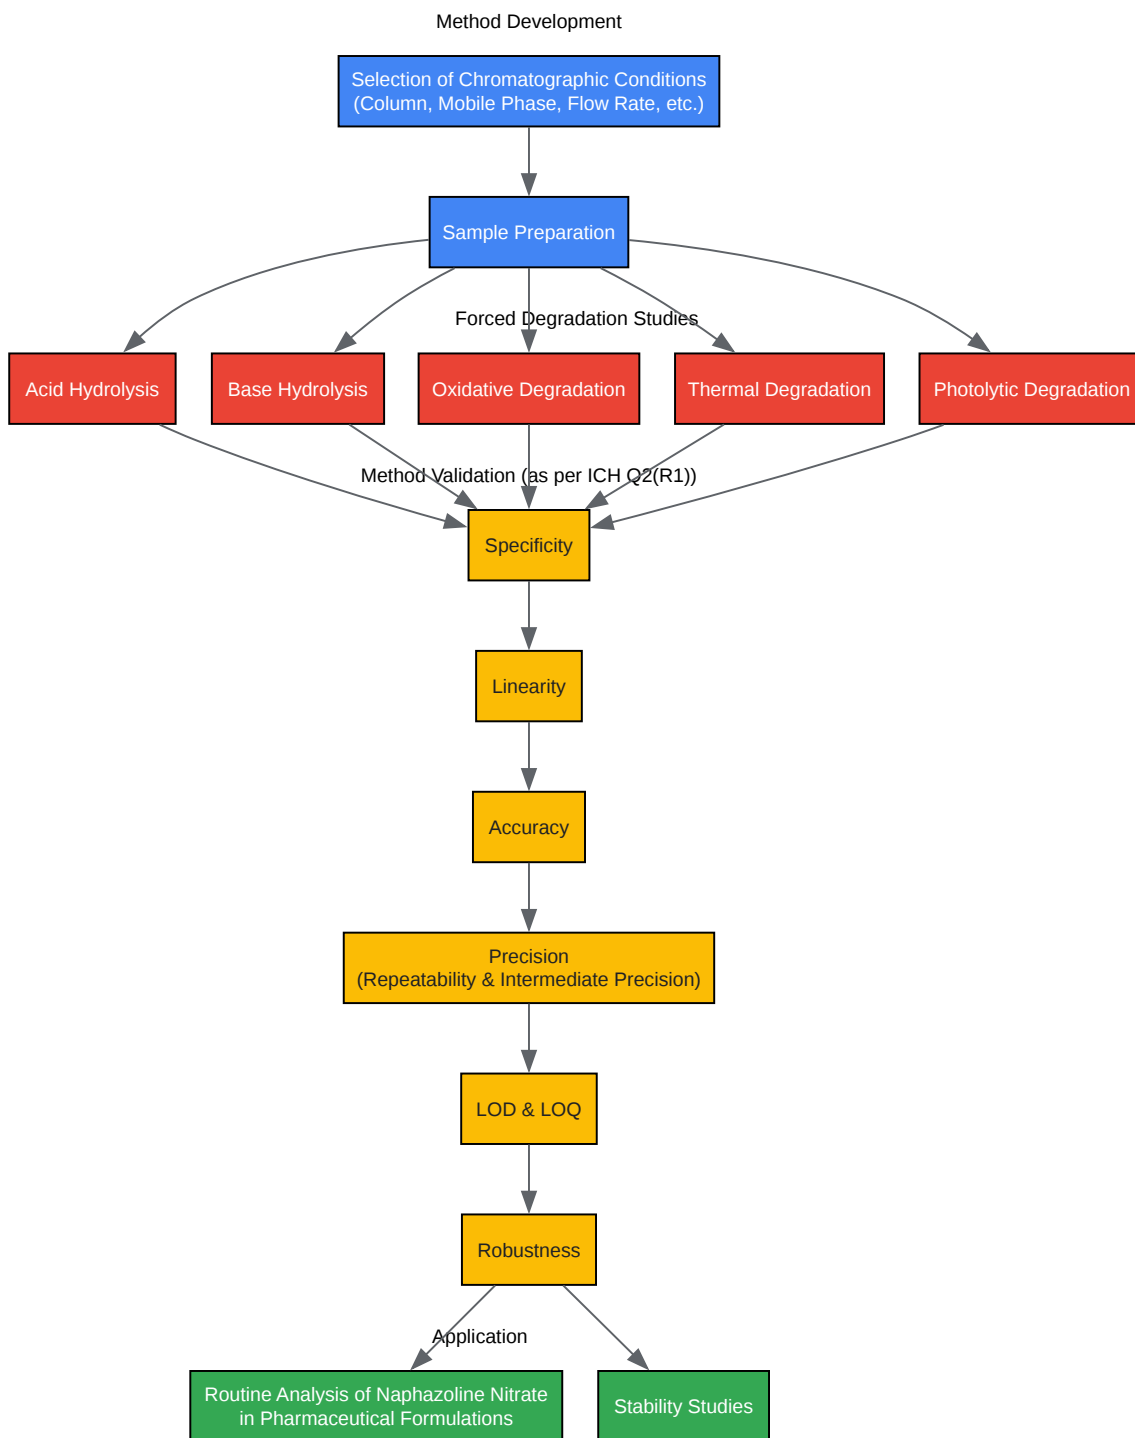 Method Development
Selection of Chromatographic Conditions
(Column, Mobile Phase, Flow Rate, etc.)
Sample Preparation
Forced Degradation Studies
Acid Hydrolysis
Base Hydrolysis
Oxidative Degradation
Thermal Degradation
Photolytic Degradation
Method Validation (as per ICH Q2(R1))
Specificity
Linearity
Accuracy
Precision
(Repeatability & Intermediate Precision)
LOD & LOQ
Robustness
Application
Routine Analysis of Naphazoline Nitrate
in Pharmaceutical Formulations
Stability Studies